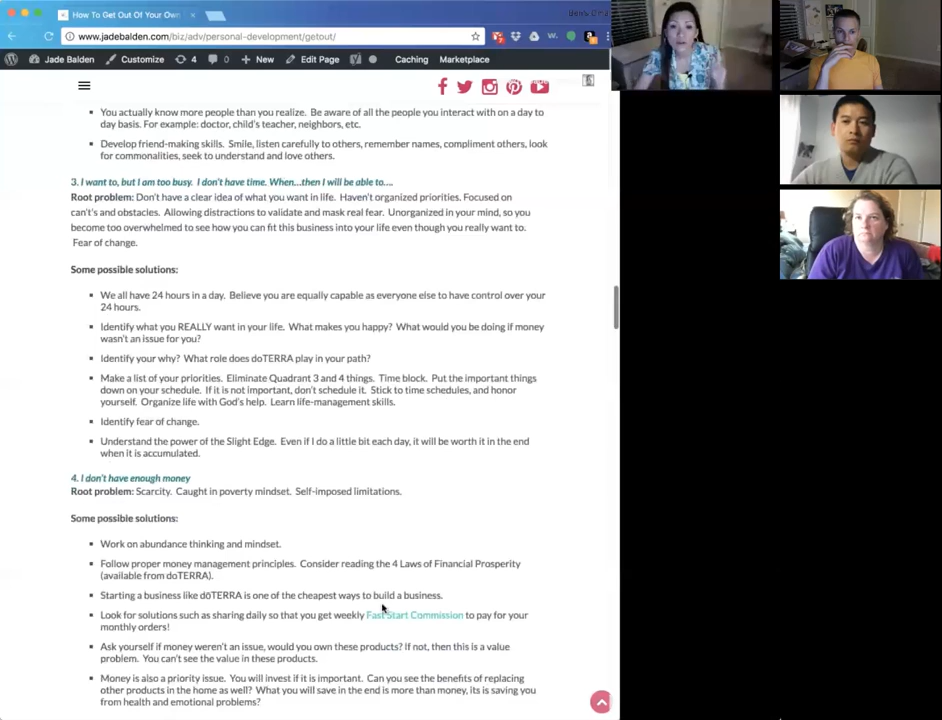 How To Get Out Of Your Own
www.jadebalden.com/biz/adv/personal-development/getout/
Jade Balden Customize 4 0 New Edit Page Caching Marketplace
You actually know more people than you realize. Be aware of all the people you interact with on a day to
day basis. For example: doctor, child's teacher, neighbors, etc.
Develop friend-making skills. Smile, listen carefully to others, remember names, compliment others, look
for commonalities, seek to understand and love others.
3. I want to, but I am too busy. I don't have time. When...then I will be able to....
Root problem: Don't have a clear idea of what you want in life. Haven't organized priorities. Focused on
can't's and obstacles. Allowing distractions to validate and mask real fear. Unorganized in your mind, so you
become too overwhelmed to see how you can fit this business into your life even though you really want to.
Fear of change.
Some possible solutions:
We all have 24 hours in a day. Believe you are equally capable as everyone else to have control over your
24 hours.
Identify what you REALLY want in your life. What makes you happy? What would you be doing if money
wasn't an issue for you?
Identify your why? What role does doTERRA play in your path?
Make a list of your priorities. Eliminate Quadrant 3 and 4 things. Time block. Put the important things
down on your schedule. If it is not important, don't schedule it. Stick to time schedules, and honor
yourself. Organize life with God's help. Learn life-management skills.
Identify fear of change.
Understand the power of the Slight Edge. Even if I do a little bit each day, it will be worth it in the end
when it is accumulated.
4. I don't have enough money
Root problem: Scarcity. Caught in poverty mindset. Self-imposed limitations.
Some possible solutions:
Work on abundance thinking and mindset.
Follow proper money management principles. Consider reading the 4 Laws of Financial Prosperity
(available from doTERRA).
Starting a business like dōTERRA is one of the cheapest ways to build a business.
Look for solutions such as sharing daily so that you get weekly Fast Start Commission to pay for your
monthly orders!
Ask yourself if money weren't an issue, would you own these products? If not, then this is a value
problem. You can't see the value in these products.
Money is also a priority issue. You will invest if it is important. Can you see the benefits of replacing
other products in the home as well? What you will save in the end is more than money, its is saving you
from health and emotional problems?